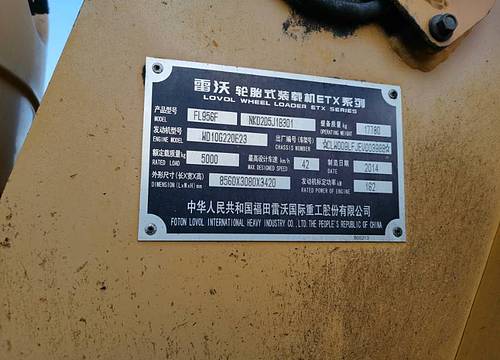 雷沃 轮胎式装载机ETX系列
LOVOL WHEEL LOADER ETX SERIES
产品型号 MODEL FL956F NKD205J18301 整备质量 kg OPERATING WEIGHT 17180
发动机型号 ENGINE MODEL WD10G220E23 出厂编号(车架号) CHASSIS NUMBER
额定载质量 kg RATED LOAD 5000 最高设计车速 km/h MAX DESIGNED SPEED 42 制造日期 DATE 2014
外形尺寸(长X宽X高) DIMENSION (LxWxH) mm 8560X3080X3420 发动机标定功率 kW RATED POWER OF ENGINE 162
中华人民共和国福田雷沃国际重工股份有限公司
FOTON LOVOL INTERNATIONAL HEAVY INDUSTRY CO., LTD. THE PEOPLE'S REPUBLIC OF CHINA